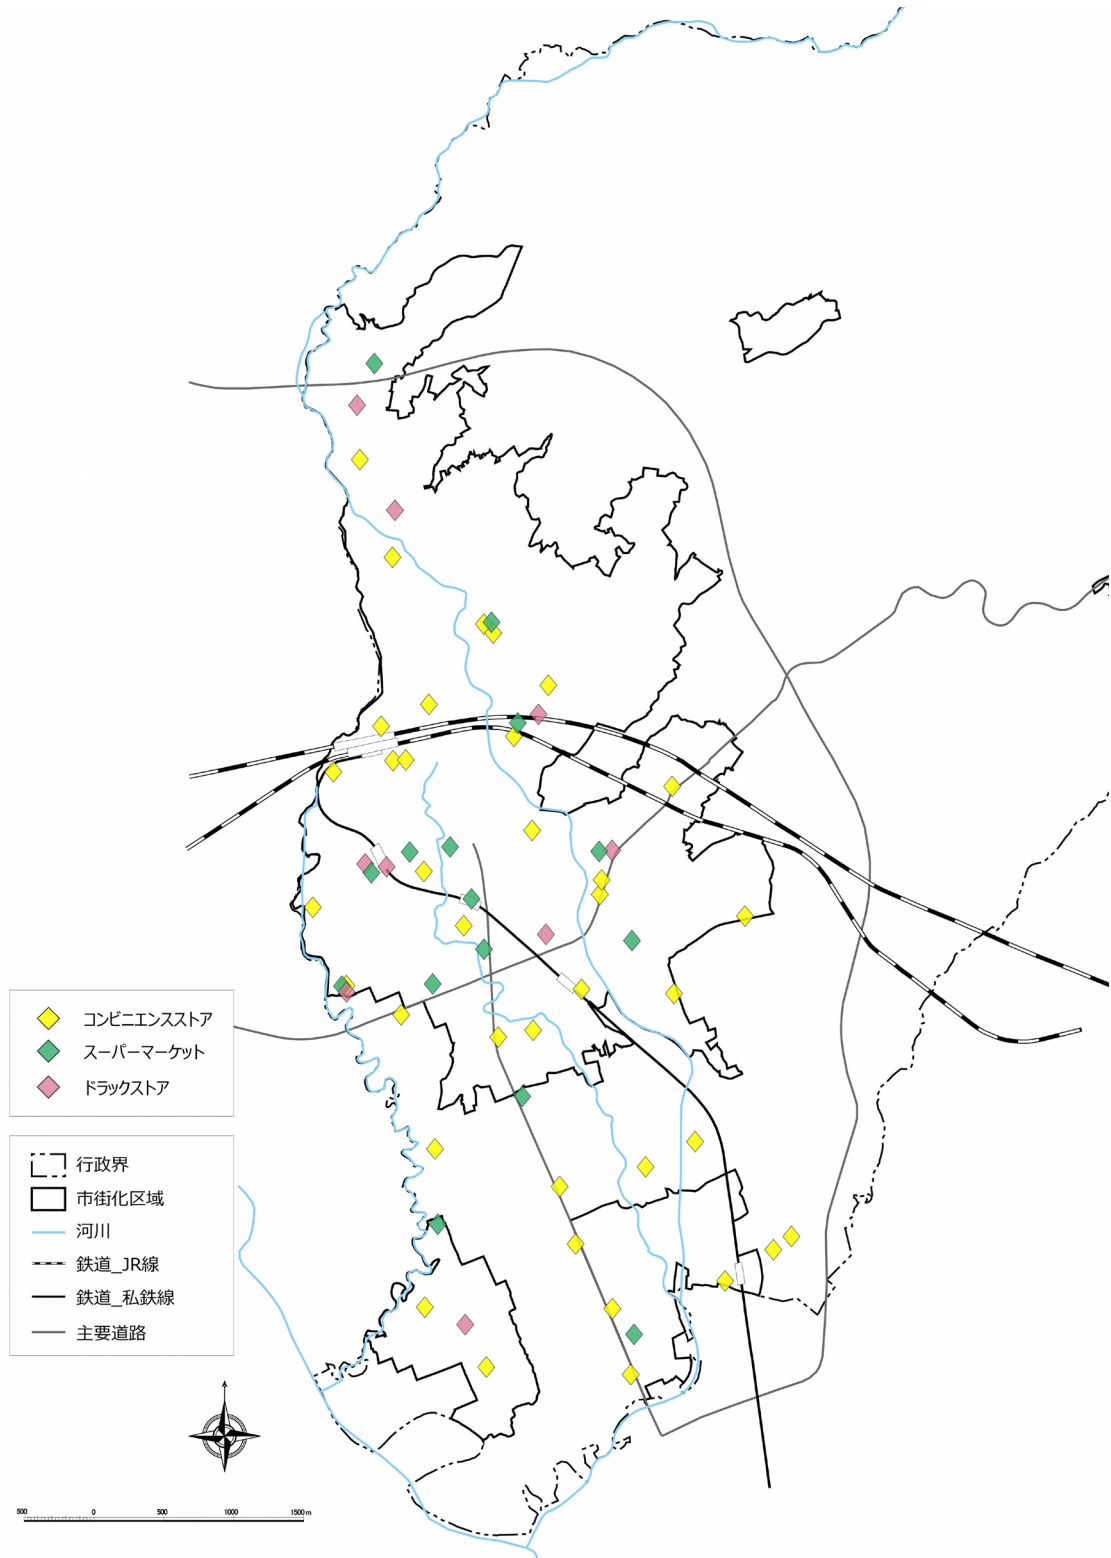 コンビニエンスストア
スーパーマーケット
ドラックストア
行政界
市街化区域
河川
鉄道_JR線
鉄道_私鉄線
主要道路
500 0 500 1000 1500m